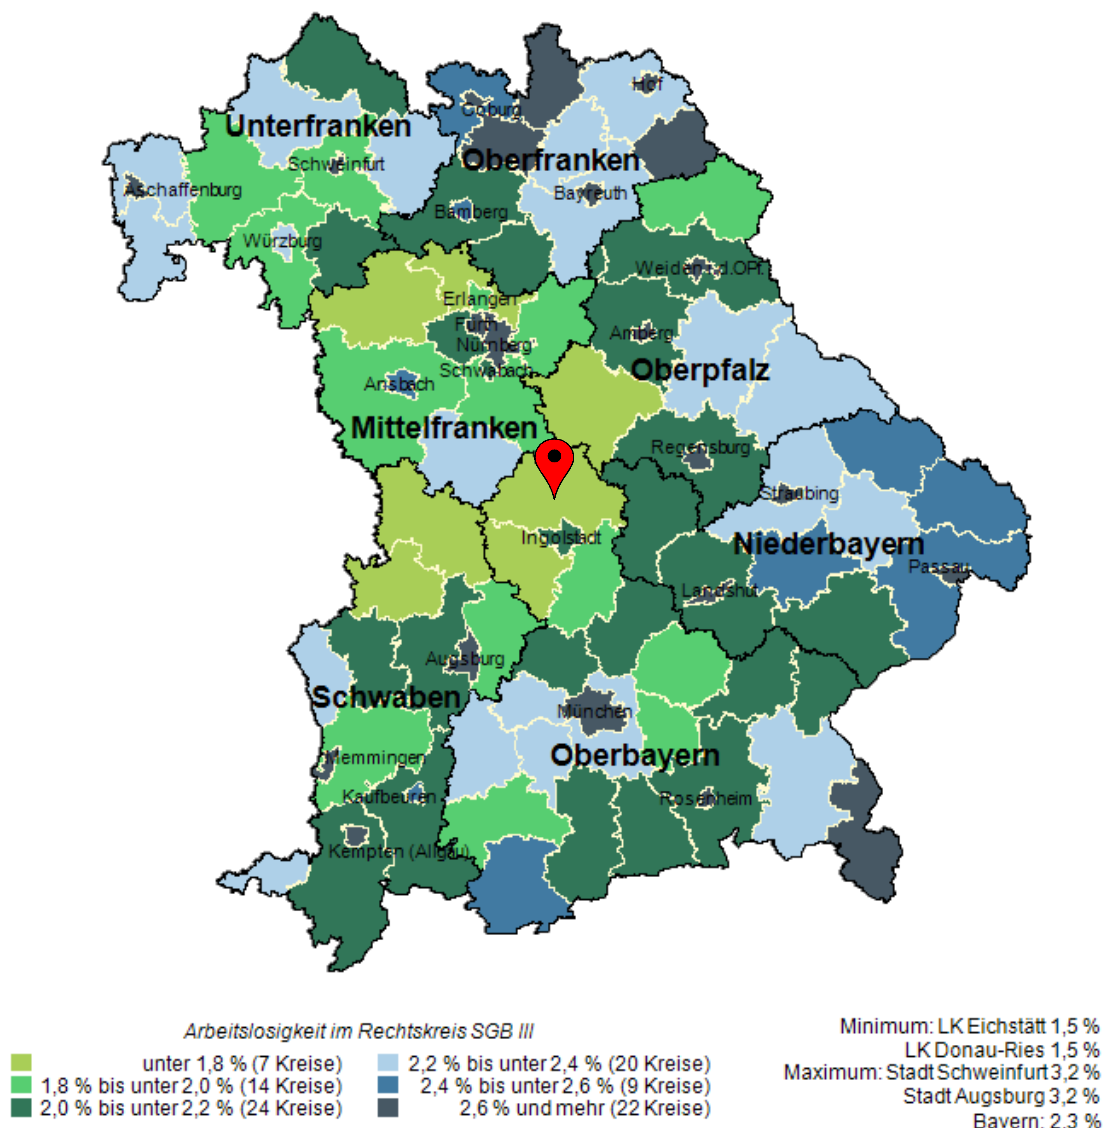 Hof
Coburg
Unterfranken
Oberfranken
Schweinfurt
Aschaffenburg
Bayreuth
Bamberg
Würzburg
Weiden i.d.OPf.
Erlangen
Fürth
Amberg
Nürnberg
Schwabach
Oberpfalz
Ansbach
Mittelfranken
Regensburg
Straubing
Ingolstadt
Niederbayern
Passau
Landshut
Augsburg
Schwaben
München
Oberbayern
Memmingen
Kaufbeuren
Rosenheim
Kempten (Allgäu)
Arbeitslosigkeit im Rechtskreis SGB III
unter 1,8 % (7 Kreise)
1,8 % bis unter 2,0 % (14 Kreise)
2,0 % bis unter 2,2 % (24 Kreise)
2,2 % bis unter 2,4 % (20 Kreise)
2,4 % bis unter 2,6 % (9 Kreise)
2,6 % und mehr (22 Kreise)
Minimum: LK Eichstätt 1,5 %
LK Donau-Ries 1,5 %
Maximum: Stadt Schweinfurt 3,2 %
Stadt Augsburg 3,2 %
Bayern: 2,3 %